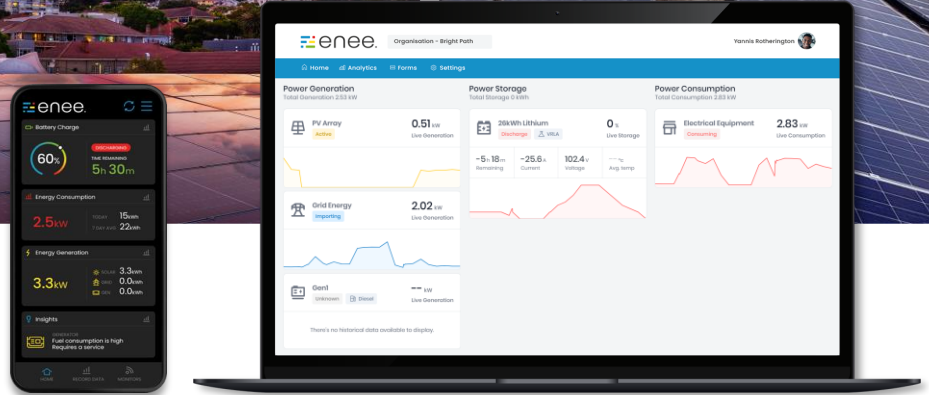 enee.
Battery Charge
60%
DISCHARGING
TIME REMAINING
5h 30m
Energy Consumption
2.5kW
TODAY 15kWh
7 DAY AVG 22kWh
Energy Generation
3.3kW
SOLAR 3.3kWh
GRID 0.0kWh
GEN 0.0kWh
Insights
GENERATOR
Fuel consumption is high
Requires a service
HOME RECORD DATA MONITORS
enee. Organisation - Bright Path Yannis Rotherington
Home Analytics Forms Settings
Power Generation
Total Generation 2.53 kW
PV Array 0.51 kW
Active Live Generation
Grid Energy 2.02 kW
Importing Live Generation
Gen1 -- kW
Unknown Diesel Live Generation
There's no historical data available to display
Power Storage
Total Storage 0 kWh
26kWh Lithium 0 %
Discharge VRLA Live Storage
-5h 18m -25.6 A 102.4 V -- °C
Remaining Current Voltage Avg. temp
Power Consumption
Total Consumption 2.83 kW
Electrical Equipment 2.83 kW
Consuming Live Consumption